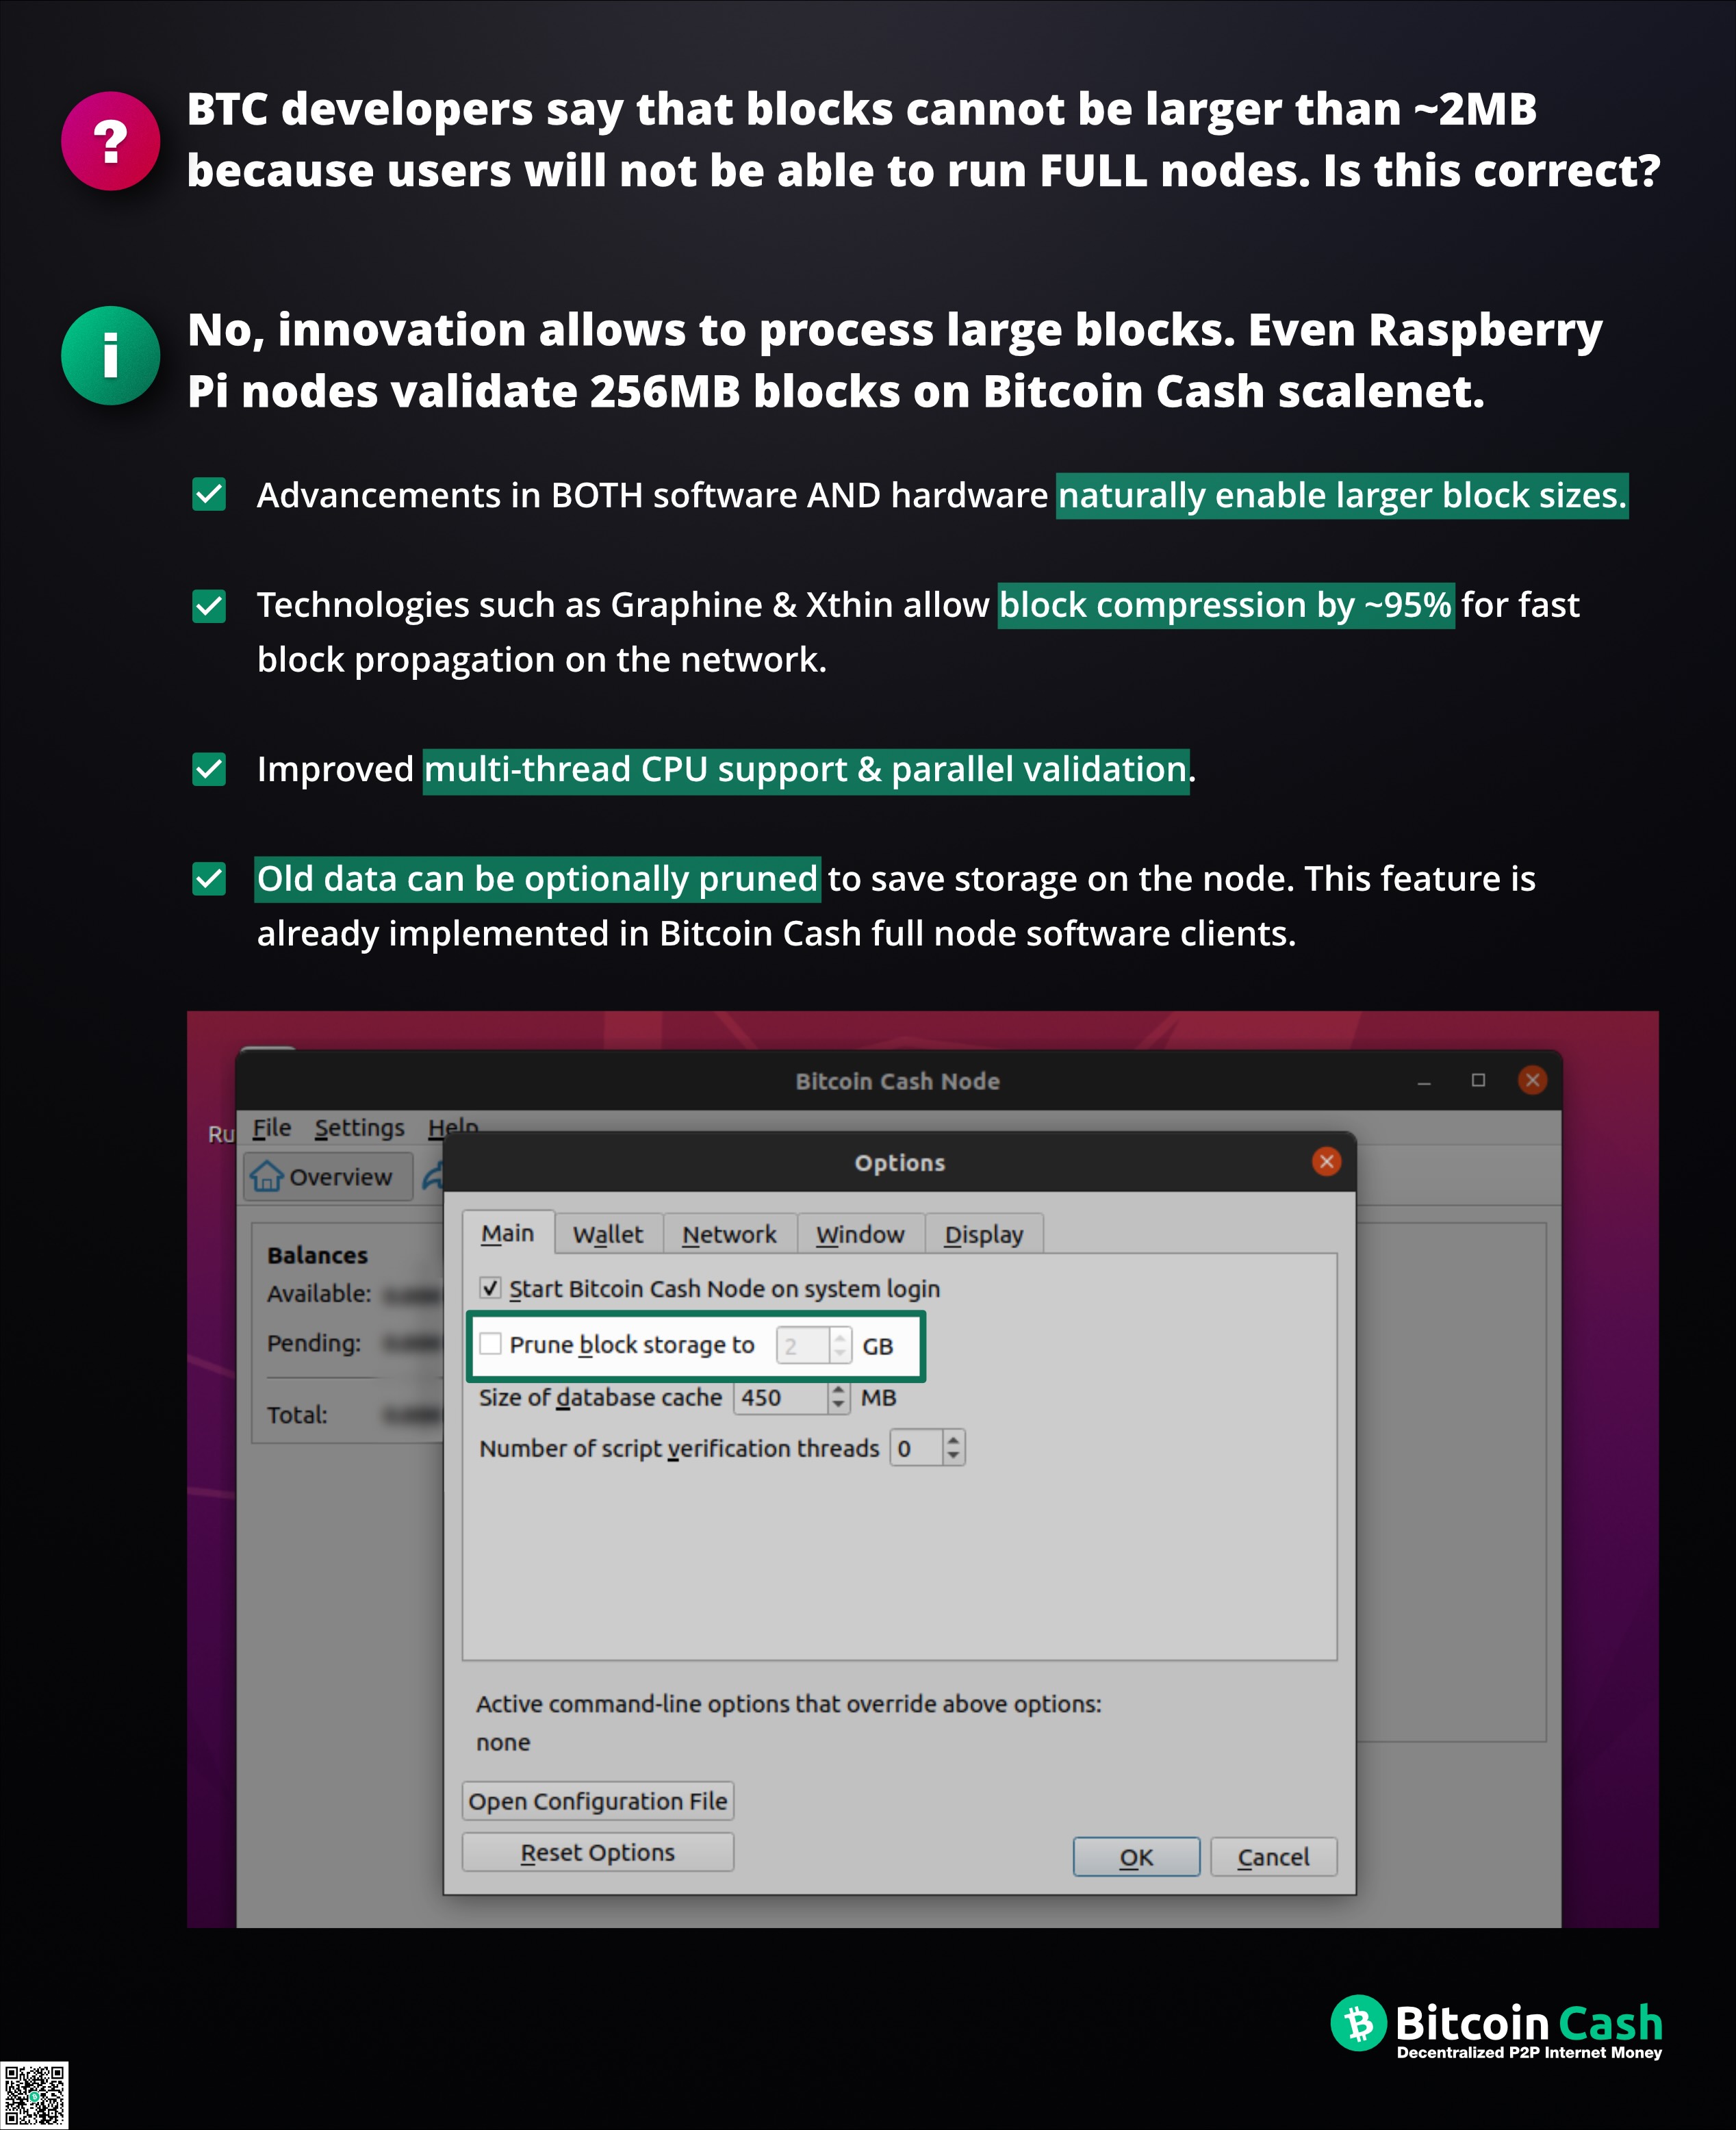 ?
BTC developers say that blocks cannot be larger than ~2MB
because users will not be able to run FULL nodes. Is this correct?
i
No, innovation allows to process large blocks. Even Raspberry
Pi nodes validate 256MB blocks on Bitcoin Cash scalenet.
Advancements in BOTH software AND hardware naturally enable larger block sizes.
Technologies such as Graphine & Xthin allow block compression by ~95% for fast
block propagation on the network.
Improved multi-thread CPU support & parallel validation.
Old data can be optionally pruned to save storage on the node. This feature is
already implemented in Bitcoin Cash full node software clients.
Bitcoin Cash Node
Ru
File Settings Help
Options
Overview
Main Wallet Network Window Display
Balances
Available:
Pending:
Total:
Start Bitcoin Cash Node on system login
Prune block storage to 2 GB
Size of database cache 450 MB
Number of script verification threads 0
Active command-line options that override above options:
none
Open Configuration File
Reset Options
OK Cancel
Bitcoin Cash
Decentralized P2P Internet Money